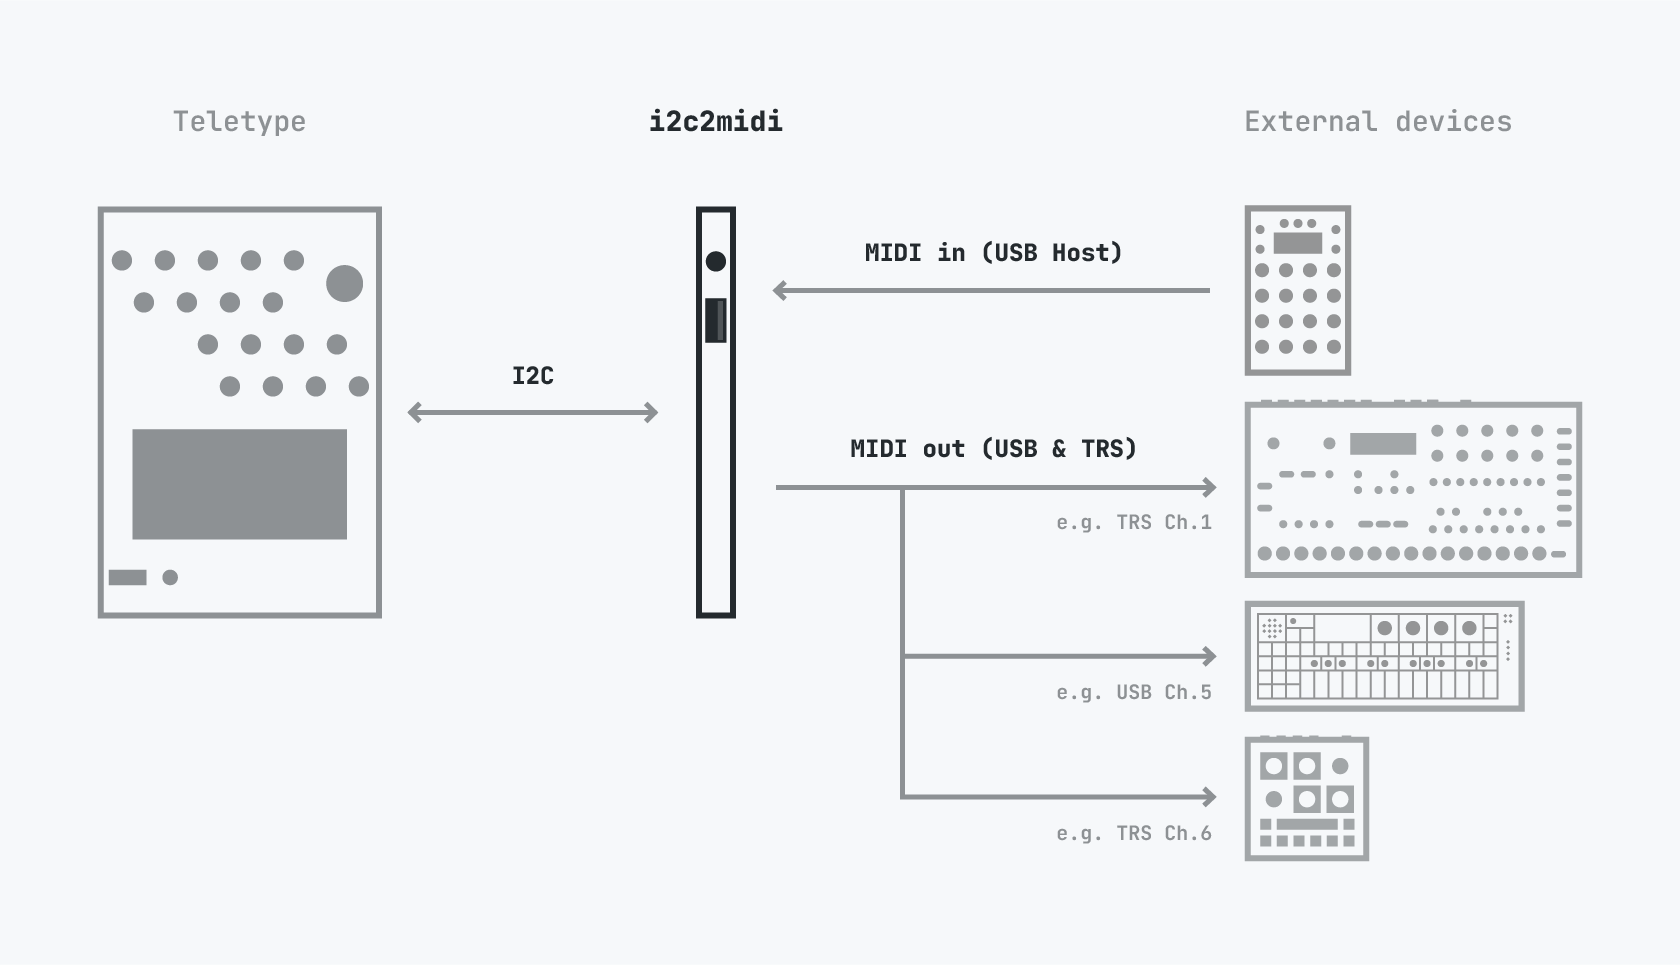 Teletype
i2c2midi
External devices
MIDI in (USB Host)
I2C
MIDI out (USB & TRS)
e.g. TRS Ch.1
e.g. USB Ch.5
e.g. TRS Ch.6